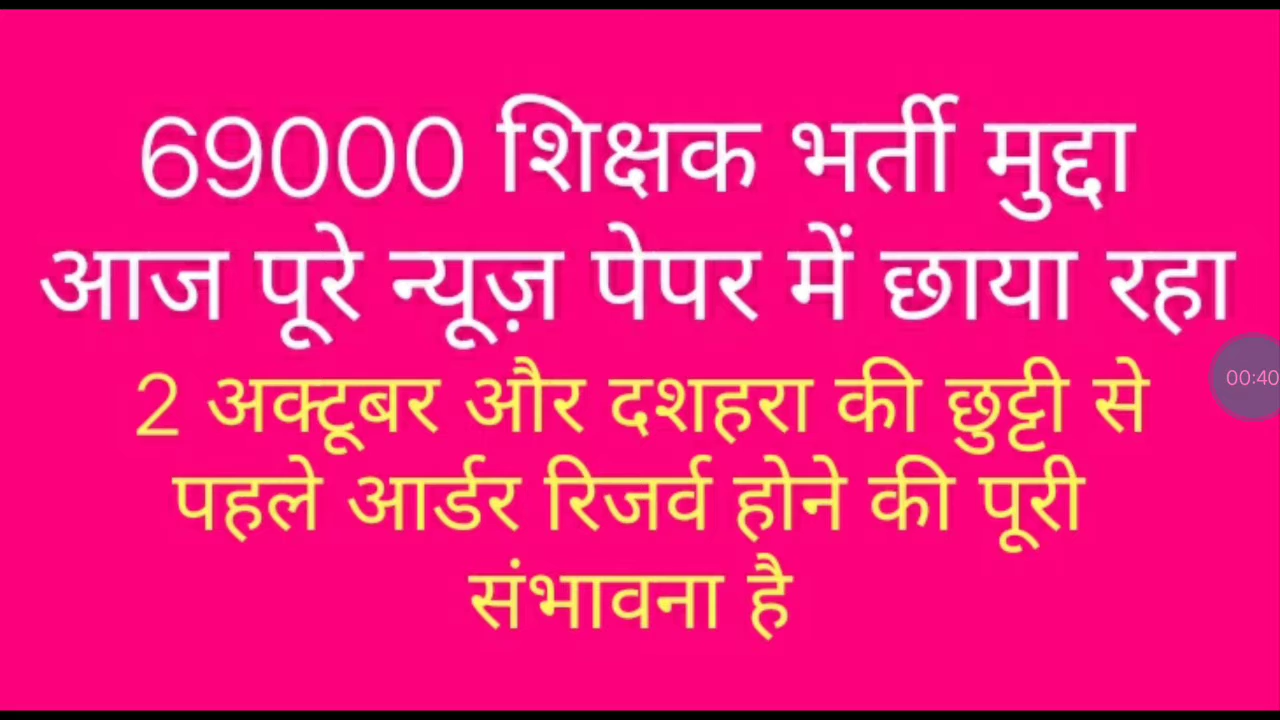 69000 शिक्षक भर्ती मुद्दा
आज पूरे न्यूज़ पेपर में छाया रहा
2 अक्टूबर और दशहरा की छुट्टी से
00:40
पहले आर्डर रिजर्व होने की पूरी
संभावना है